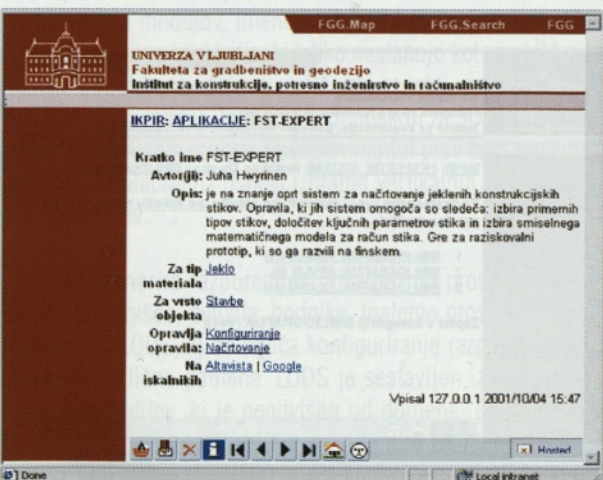 FGG.Map FGG.Search FGG
UNIVERZA V LJUBLJANI
Fakulteta za gradbeništvo in geodezijo
Inštitut za konstrukcije, potresno inženirstvo in računalništvo
IKPIR: APLIKACIJE: FST-EXPERT
Kratko ime FST-EXPERT
Avtor(ji): Juha Hwyrinen
Opis: je na znanje oprt sistem za načrtovanje jeklenih konstrukcijskih
stikov. Opravila, ki jih sistem omogoča so sledeča: izbira primernih
tipov stikov, določitev ključnih parametrov stika in izbira smiselnega
matematičnega modela za račun stika. Gre za raziskovalni
prototip, ki so ga razvili na finskem.
Za tip Jeklo
materiala
Za vrsto Stavbe
objekta
Opravlja Konfiguriranje
opravila: Načrtovanje
Na Altavista | Google
iskalnikih
Vpisal 127.0.0.1 2001/10/04 15:47
Hosted
Done Local intranet